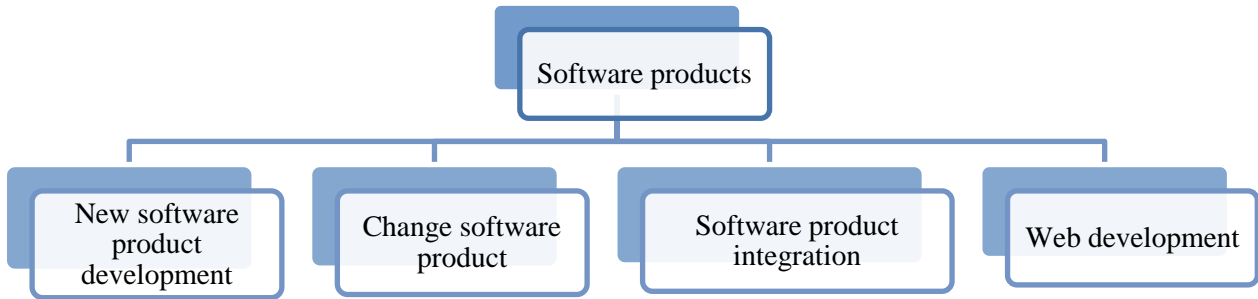 Software products
New software
product
development
Change software
product
Software product
integration
Web development